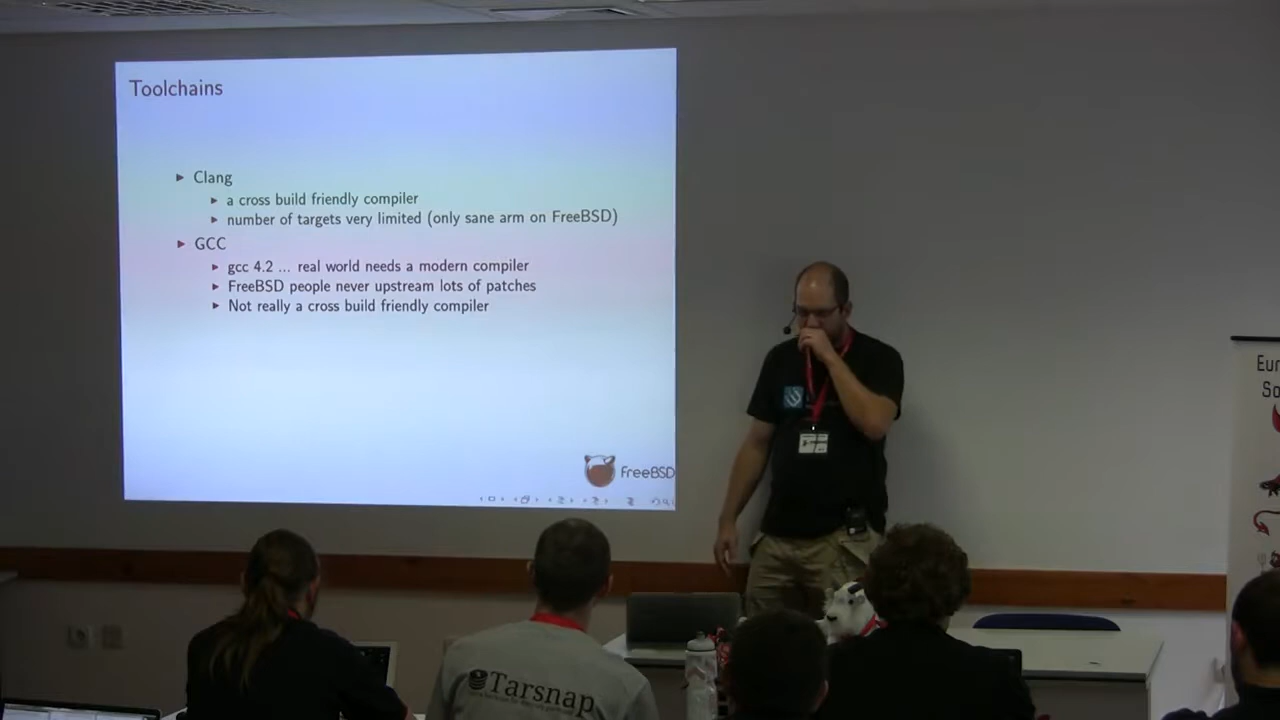 Toolchains
Clang
a cross build friendly compiler
number of targets very limited (only sane arm on FreeBSD)
GCC
gcc 4.2 ... real world needs a modern compiler
FreeBSD people never upstream lots of patches
Not really a cross build friendly compiler
FreeBSD
Eur
So
Tarsnap